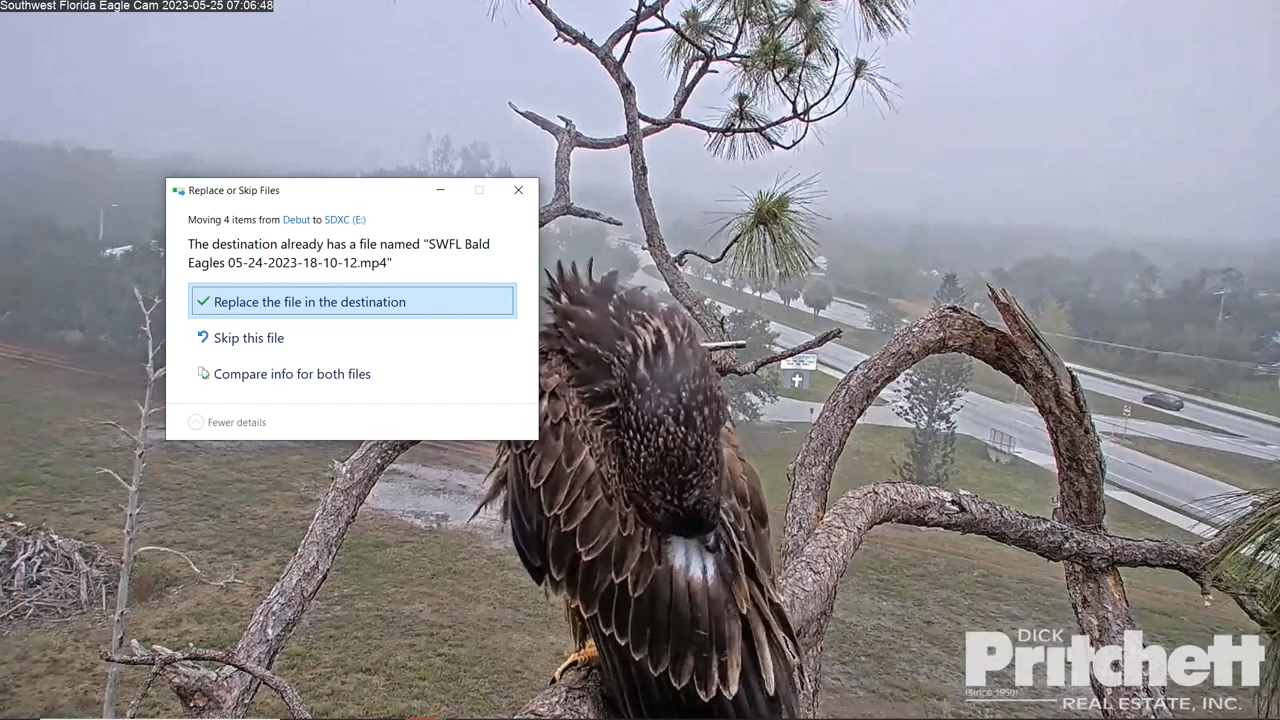 Southwest Florida Eagle Cam 2023-05-25 07:06:48
Replace or Skip Files
Moving 4 items from Debut to SDXC (E:)
The destination already has a file named "SWFL Bald
Eagles 05-24-2023-18-10-12.mp4"
Replace the file in the destination
Skip this file
Compare info for both files
Fewer details
DICK
Pritchett
(Since 1950)
REAL ESTATE, INC.